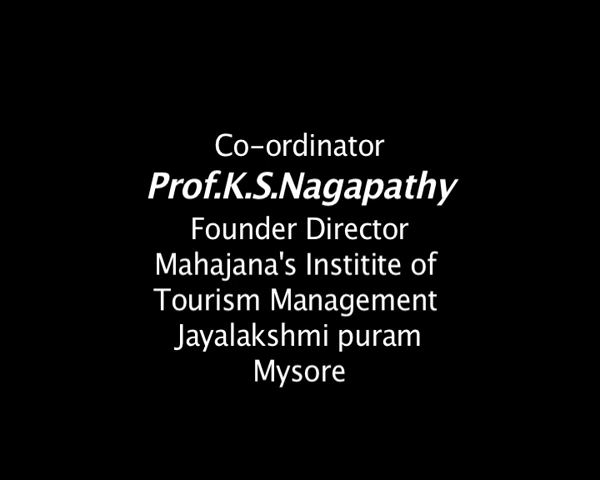 Co-ordinator
Prof.K.S.Nagapathy
Founder Director
Mahajana's Institite of
Tourism Management
Jayalakshmi puram
Mysore